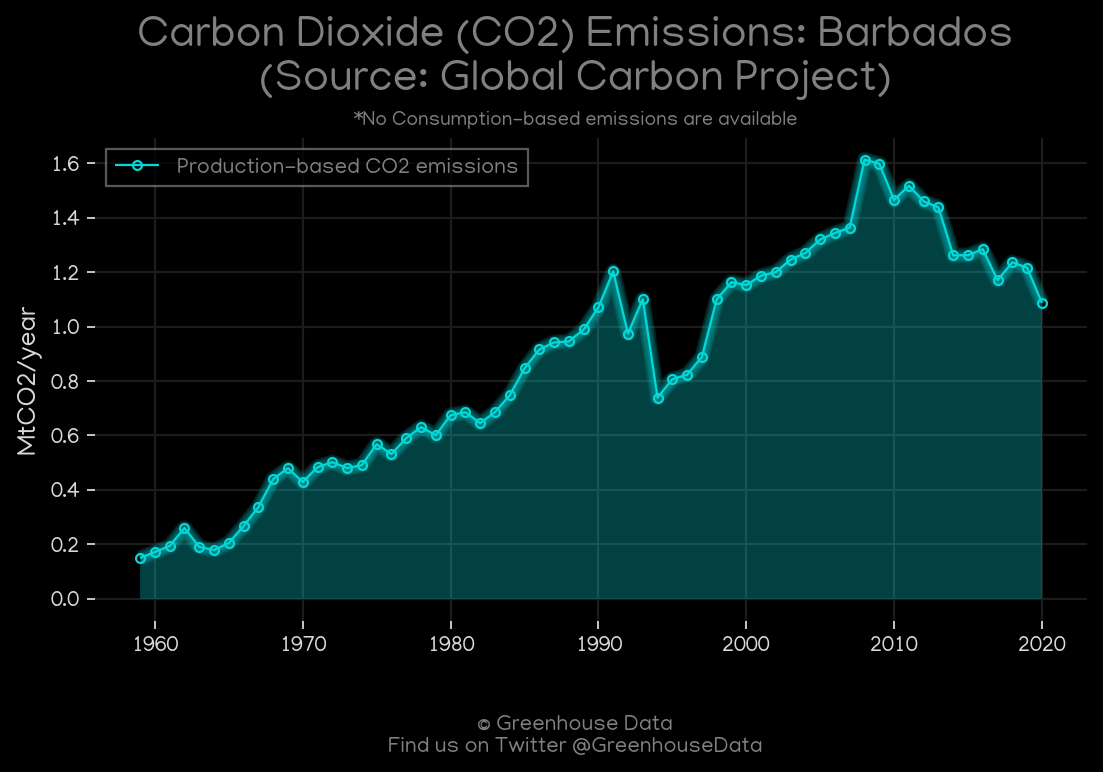 Carbon Dioxide (CO2) Emissions: Barbados
(Source: Global Carbon Project)
*No Consumption-based emissions are available
Production-based CO2 emissions
MtCO2/year
1.6
1.4
1.2
1.0
0.8
0.6
0.4
0.2
0.0
1960 1970 1980 1990 2000 2010 2020
© Greenhouse Data
Find us on Twitter @GreenhouseData